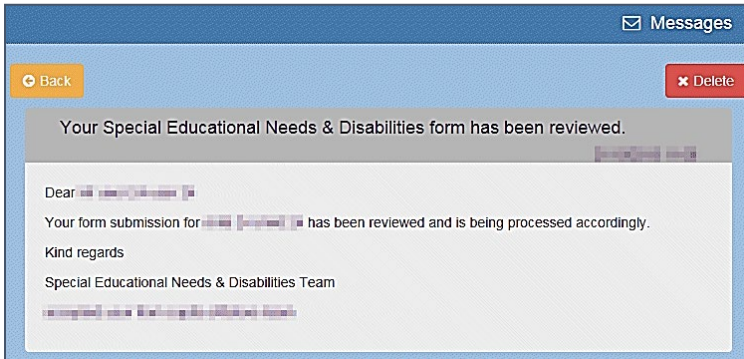 Messages
Back
Delete
Your Special Educational Needs & Disabilities form has been reviewed.
Dear
Your form submission for has been reviewed and is being processed accordingly.
Kind regards
Special Educational Needs & Disabilities Team